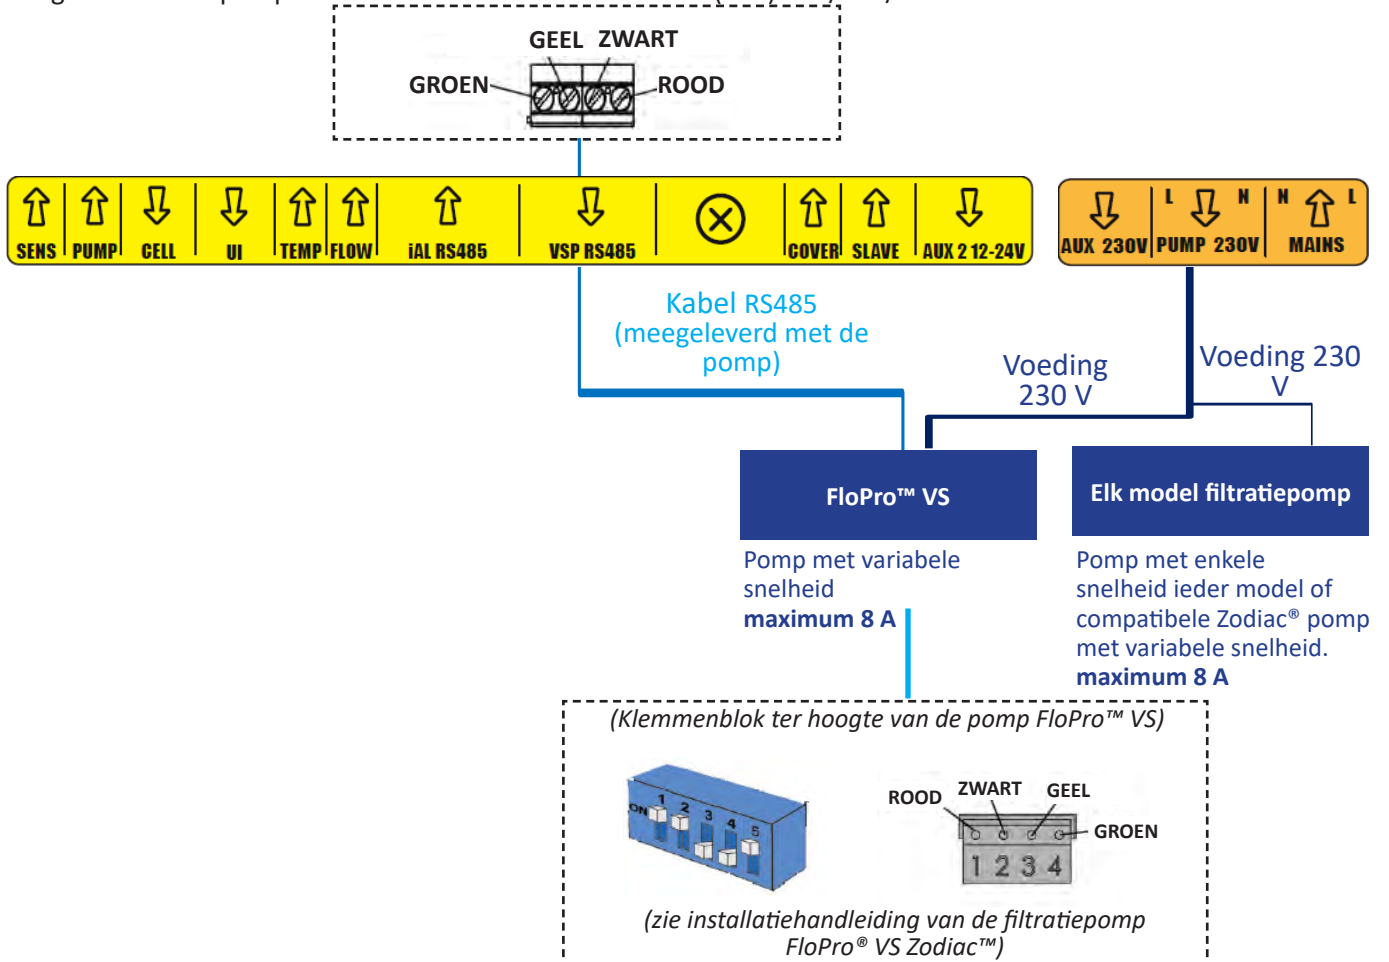 GEEL ZWART
GROEN
ROOD
SENS PUMP CELL UI TEMP FLOW iAL RS485 VSP RS485 COVER SLAVE AUX 2 12-24V
L N N L
AUX 230V PUMP 230V MAINS
Kabel RS485
(meegeleverd met de
pomp)
Voeding
230 V
Voeding 230
V
FloPro™ VS
Elk model filtratiepomp
Pomp met variabele
snelheid
maximum 8 A
Pomp met enkele
snelheid ieder model of
compatibele Zodiac® pomp
met variabele snelheid.
maximum 8 A
(Klemmenblok ter hoogte van de pomp FloPro™ VS)
ON 1 2 3 4 5
ROOD ZWART GEEL
GROEN
1 2 3 4
(zie installatiehandleiding van de filtratiepomp
FloPro® VS Zodiac™)